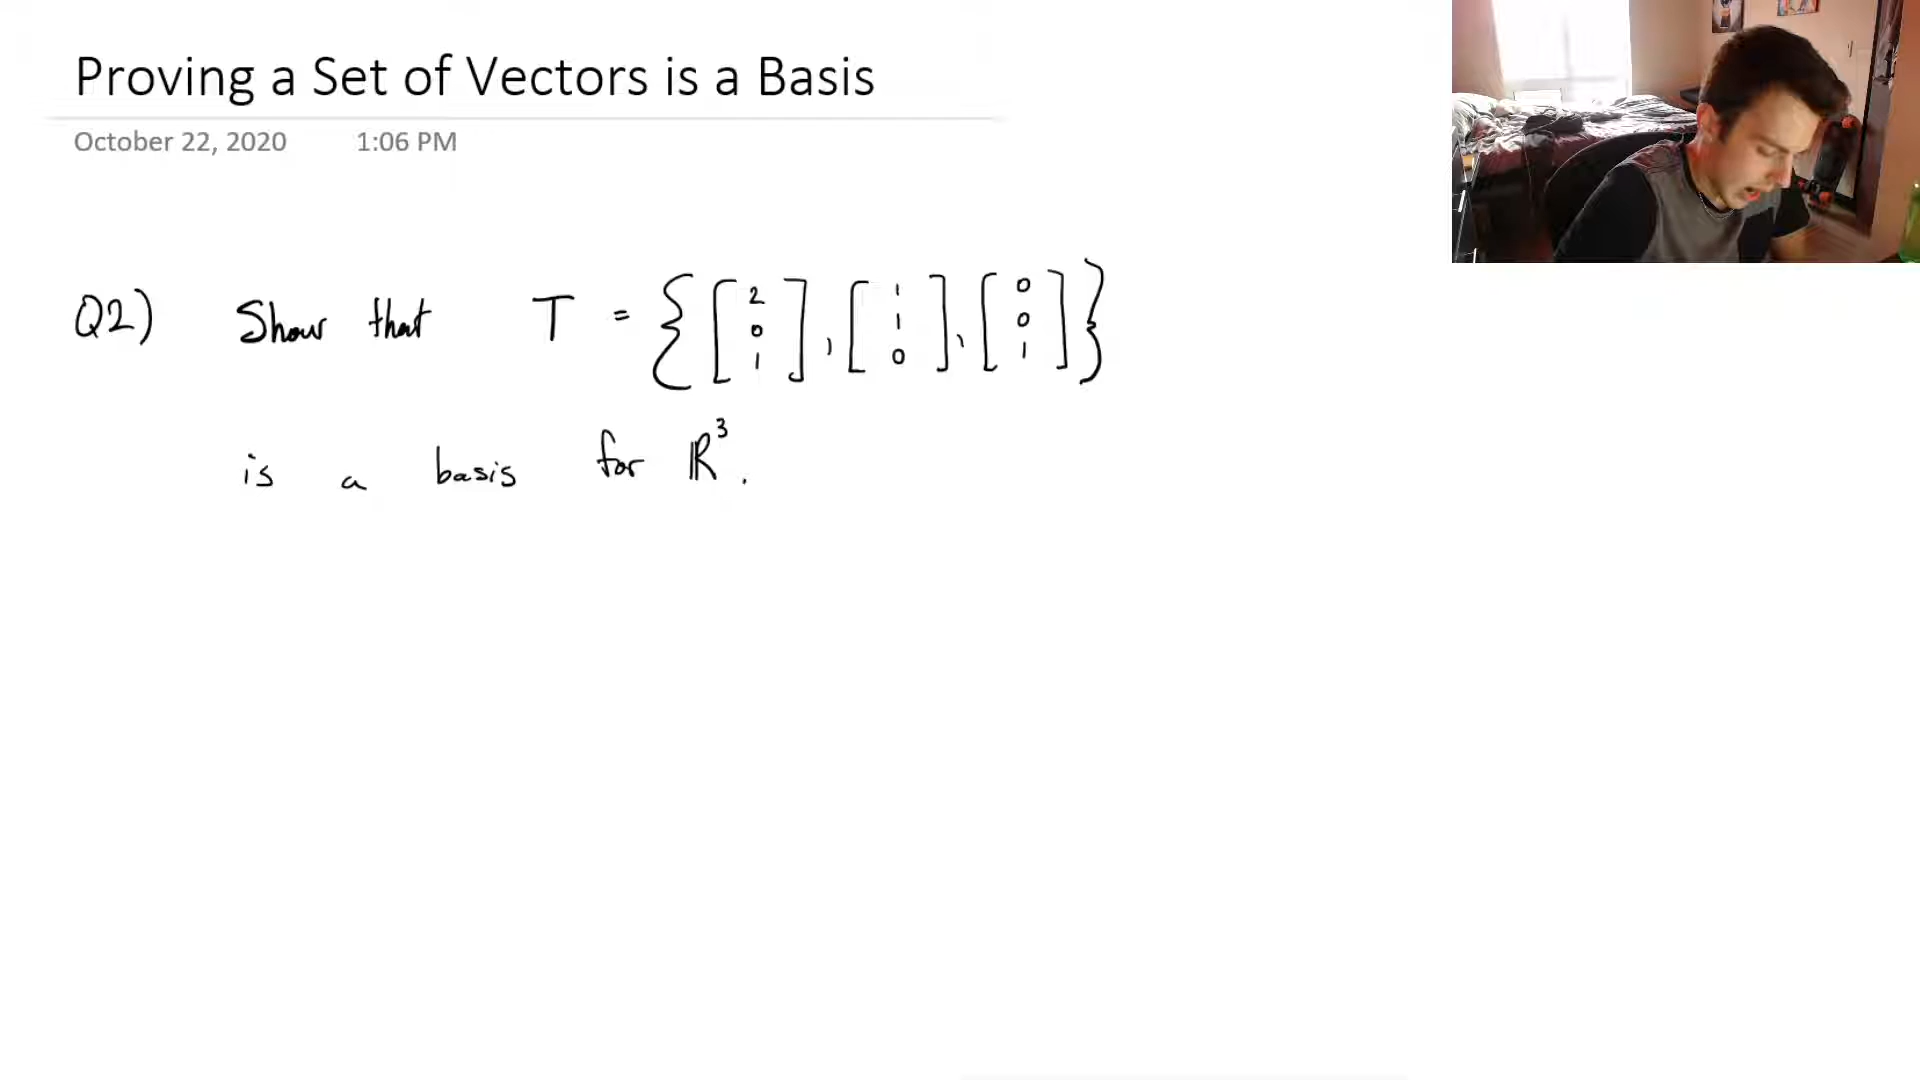 Proving a Set of Vectors is a Basis
October 22, 2020 1:06 PM
Q2) Show that T = { [2 0 1], [1 1 0], [0 0 1] }
is a basis for ℝ³.